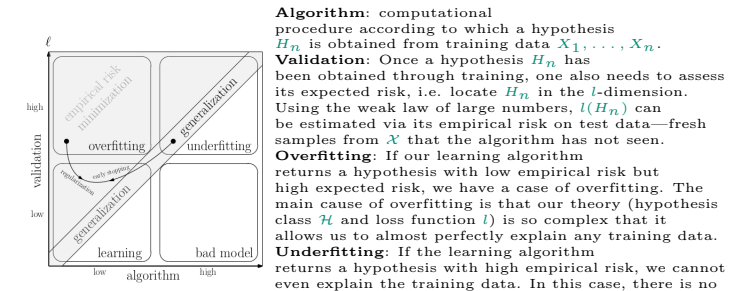 ℓ
empirical risk
minimization
generalization
high
overfitting
underfitting
validation
early stopping
regularization
generalization
low
learning
bad model
low
high
algorithm
Algorithm: computational
procedure according to which a hypothesis
Hn is obtained from training data X1, . . . , Xn.
Validation: Once a hypothesis Hn has
been obtained through training, one also needs to assess
its expected risk, i.e. locate Hn in the l-dimension.
Using the weak law of large numbers, l(Hn) can
be estimated via its empirical risk on test data—fresh
samples from 𝒳 that the algorithm has not seen.
Overfitting: If our learning algorithm
returns a hypothesis with low empirical risk but
high expected risk, we have a case of overfitting. The
main cause of overfitting is that our theory (hypothesis
class ℋ and loss function l) is so complex that it
allows us to almost perfectly explain any training data.
Underfitting: If the learning algorithm
returns a hypothesis with high empirical risk, we cannot
even explain the training data. In this case, there is no